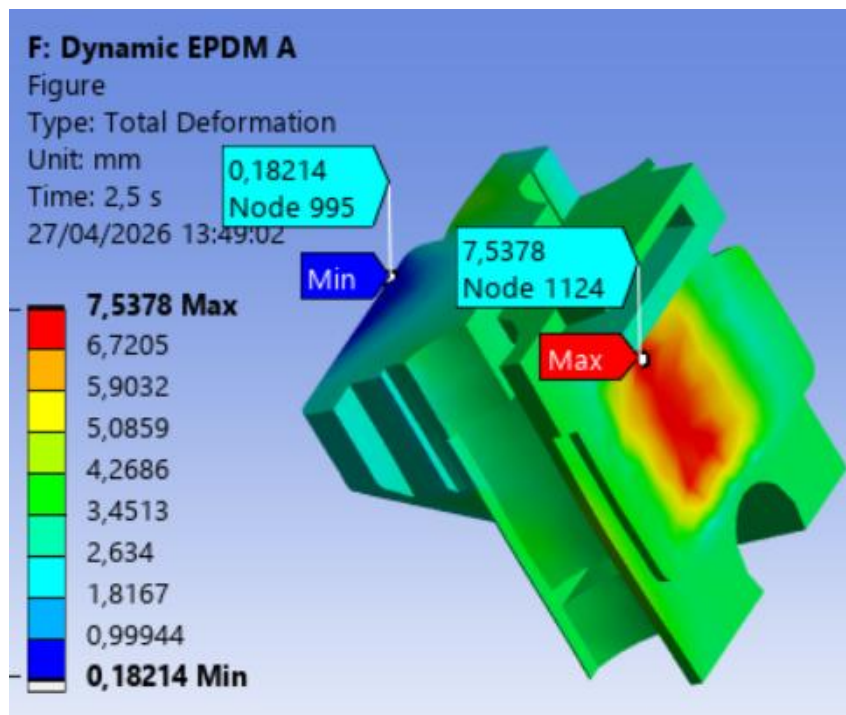 F: Dynamic EPDM A
Figure
Type: Total Deformation
Unit: mm
Time: 2,5 s
27/04/2026 13:49:02
0,18214
Node 995
Min
7,5378
Node 1124
Max
7,5378 Max
6,7205
5,9032
5,0859
4,2686
3,4513
2,634
1,8167
0,99944
0,18214 Min